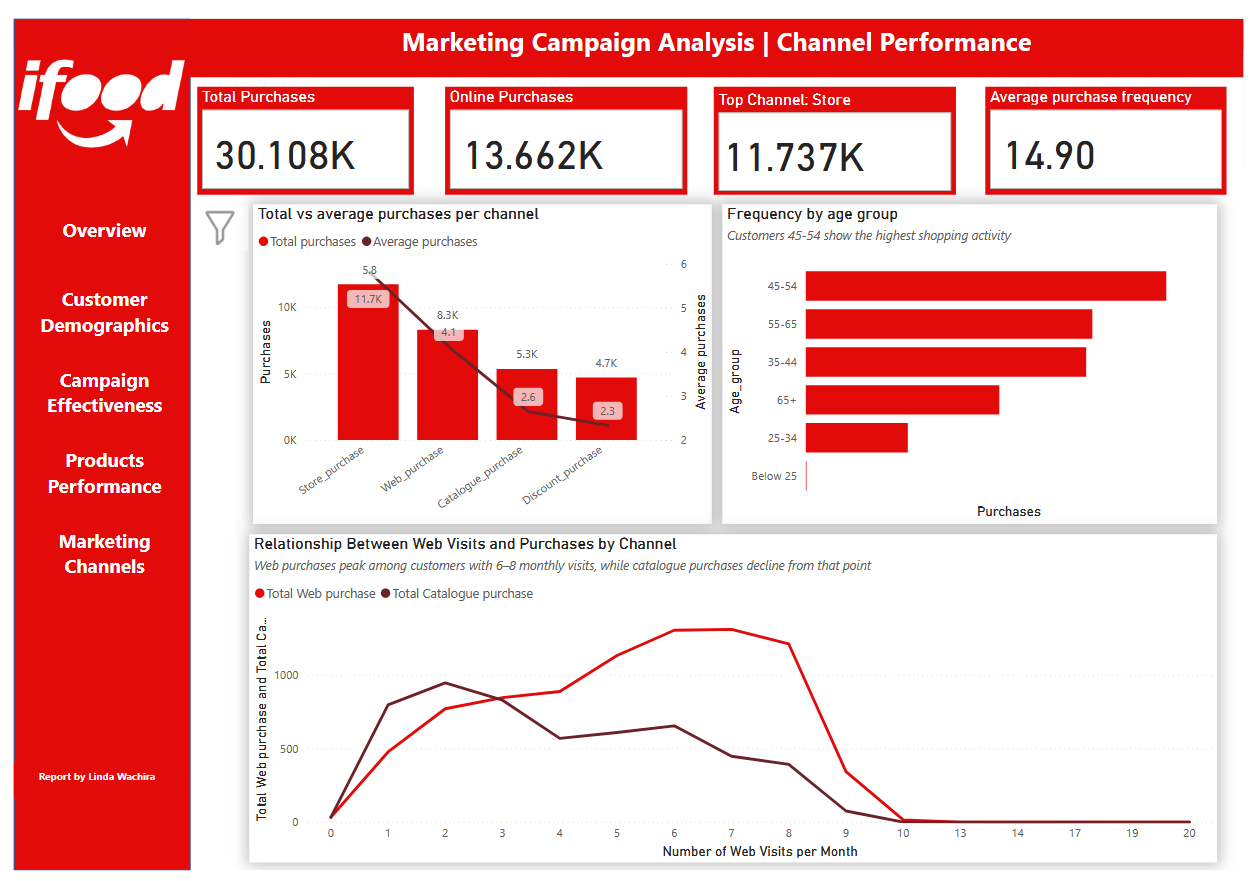 Marketing Campaign Analysis | Channel Performance
ifood
Total Purchases
30.108K
Online Purchases
13.662K
Top Channel: Store
11.737K
Average purchase frequency
14.90
Overview
Customer
Demographics
Campaign
Effectiveness
Products
Performance
Marketing
Channels
Report by Linda Wachira
Total vs average purchases per channel
Total purchases Average purchases
Purchases
10K
5K
0K
5.8
11.7K
8.3K
4.1
5.3K
2.6
4.7K
2.3
6
5
4
3
2
Average purchases
Store_purchase
Web_purchase
Catalogue_purchase
Discount_purchase
Frequency by age group
Customers 45-54 show the highest shopping activity
Age_group
45-54
55-65
35-44
65+
25-34
Below 25
Purchases
Relationship Between Web Visits and Purchases by Channel
Web purchases peak among customers with 6–8 monthly visits, while catalogue purchases decline from that point
Total Web purchase Total Catalogue purchase
Total Web purchase and Total Ca...
1000
500
0
0 1 2 3 4 5 6 7 8 9 10 13 14 17 19 20
Number of Web Visits per Month